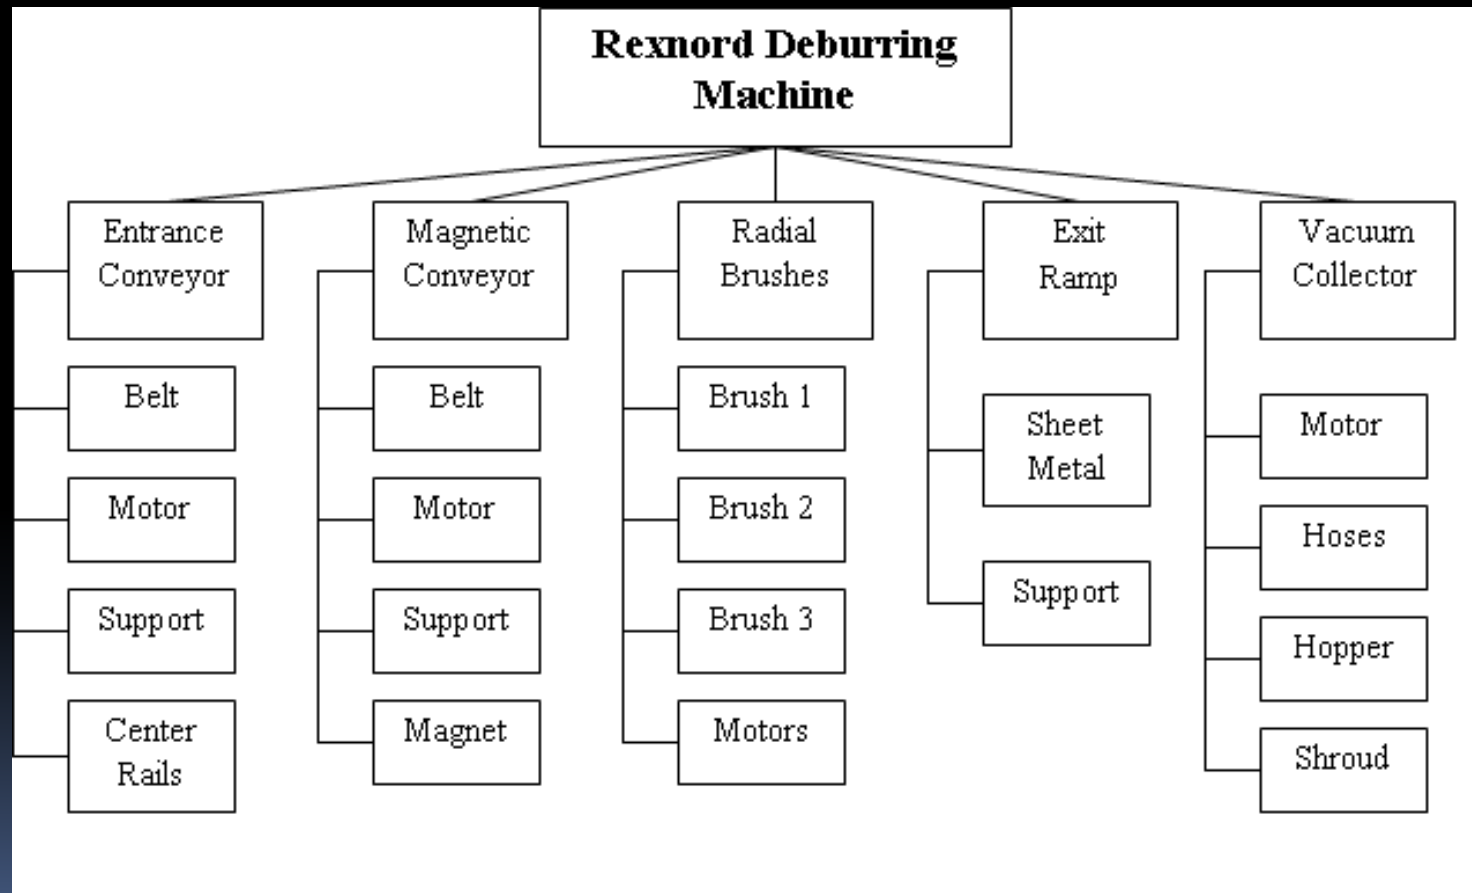 Rexnord Deburring
Machine
Entrance
Conveyor
Belt
Motor
Support
Center
Rails
Magnetic
Conveyor
Belt
Motor
Support
Magnet
Radial
Brushes
Brush 1
Brush 2
Brush 3
Motors
Exit
Ramp
Sheet
Metal
Support
Vacuum
Collector
Motor
Hoses
Hopper
Shroud